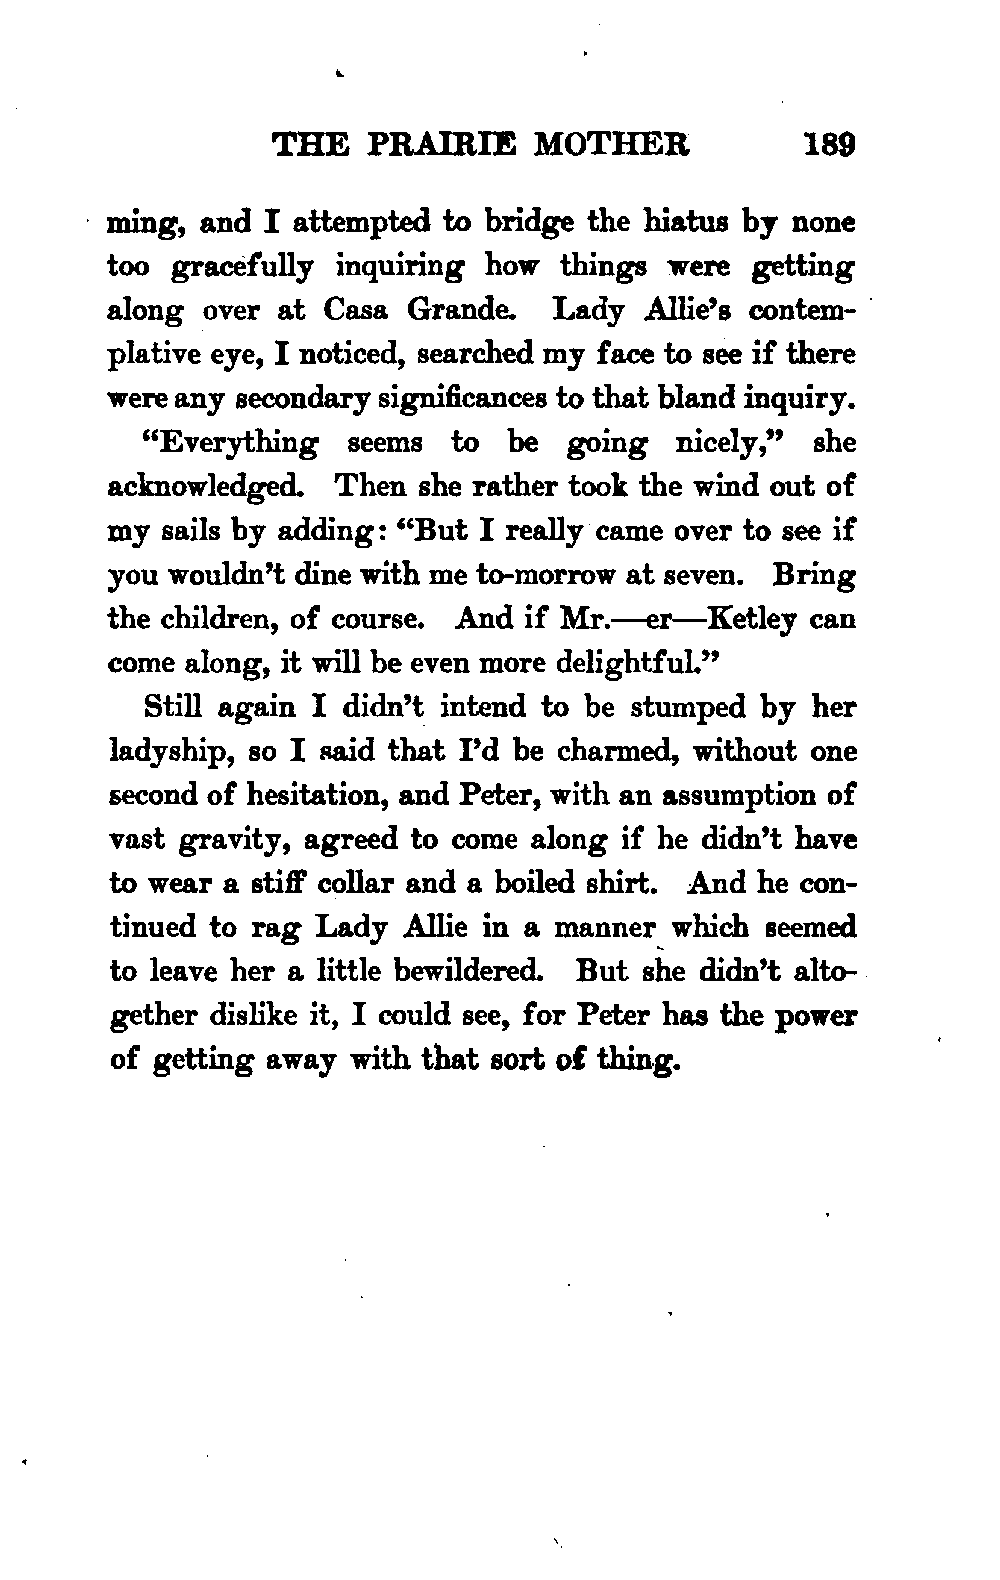 THE PRAIRIE MOTHER 189
ming, and I attempted to bridge the hiatus by none
too gracefully inquiring how things were getting
along over at Casa Grande. Lady Allie's contem-
plative eye, I noticed, searched my face to see if there
were any secondary significances to that bland inquiry.
“Everything seems to be going nicely,” she
acknowledged. Then she rather took the wind out of
my sails by adding: “But I really came over to see if
you wouldn't dine with me to-morrow at seven. Bring
the children, of course. And if Mr.—er—Ketley can
come along, it will be even more delightful.”
Still again I didn't intend to be stumped by her
ladyship, so I said that I'd be charmed, without one
second of hesitation, and Peter, with an assumption of
vast gravity, agreed to come along if he didn't have
to wear a stiff collar and a boiled shirt. And he con-
tinued to rag Lady Allie in a manner which seemed
to leave her a little bewildered. But she didn't alto-
gether dislike it, I could see, for Peter has the power
of getting away with that sort of thing.